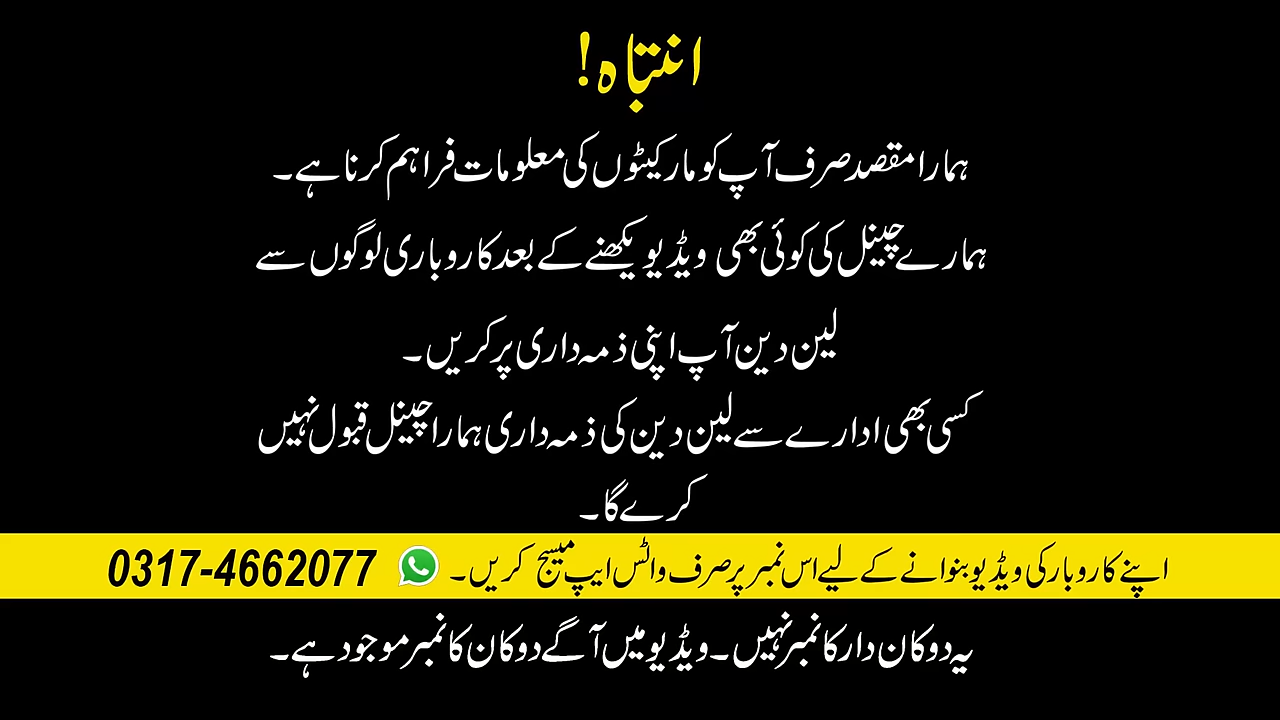 انتباہ!
ہمارا مقصد صرف آپ کو مارکیٹوں کی معلومات فراہم کرنا ہے۔
ہمارے چینل کی کوئی بھی ویڈیو یکھنے کے بعد کاروباری لوگوں سے
لین دین آپ اپنی ذمہ داری پر کریں۔
کسی بھی ادارے سے لین دین کی ذمہ داری ہمارا چینل قبول نہیں
کرے گا۔
اپنے کاروبار کی ویڈیو بنوانے کے لیے اس نمبر پر صرف واٹس ایپ میسج کریں۔ 0317-4662077
یہ دوکان دار کا نمبر نہیں۔ ویڈیو میں آگے دوکان کا نمبر موجود ہے۔